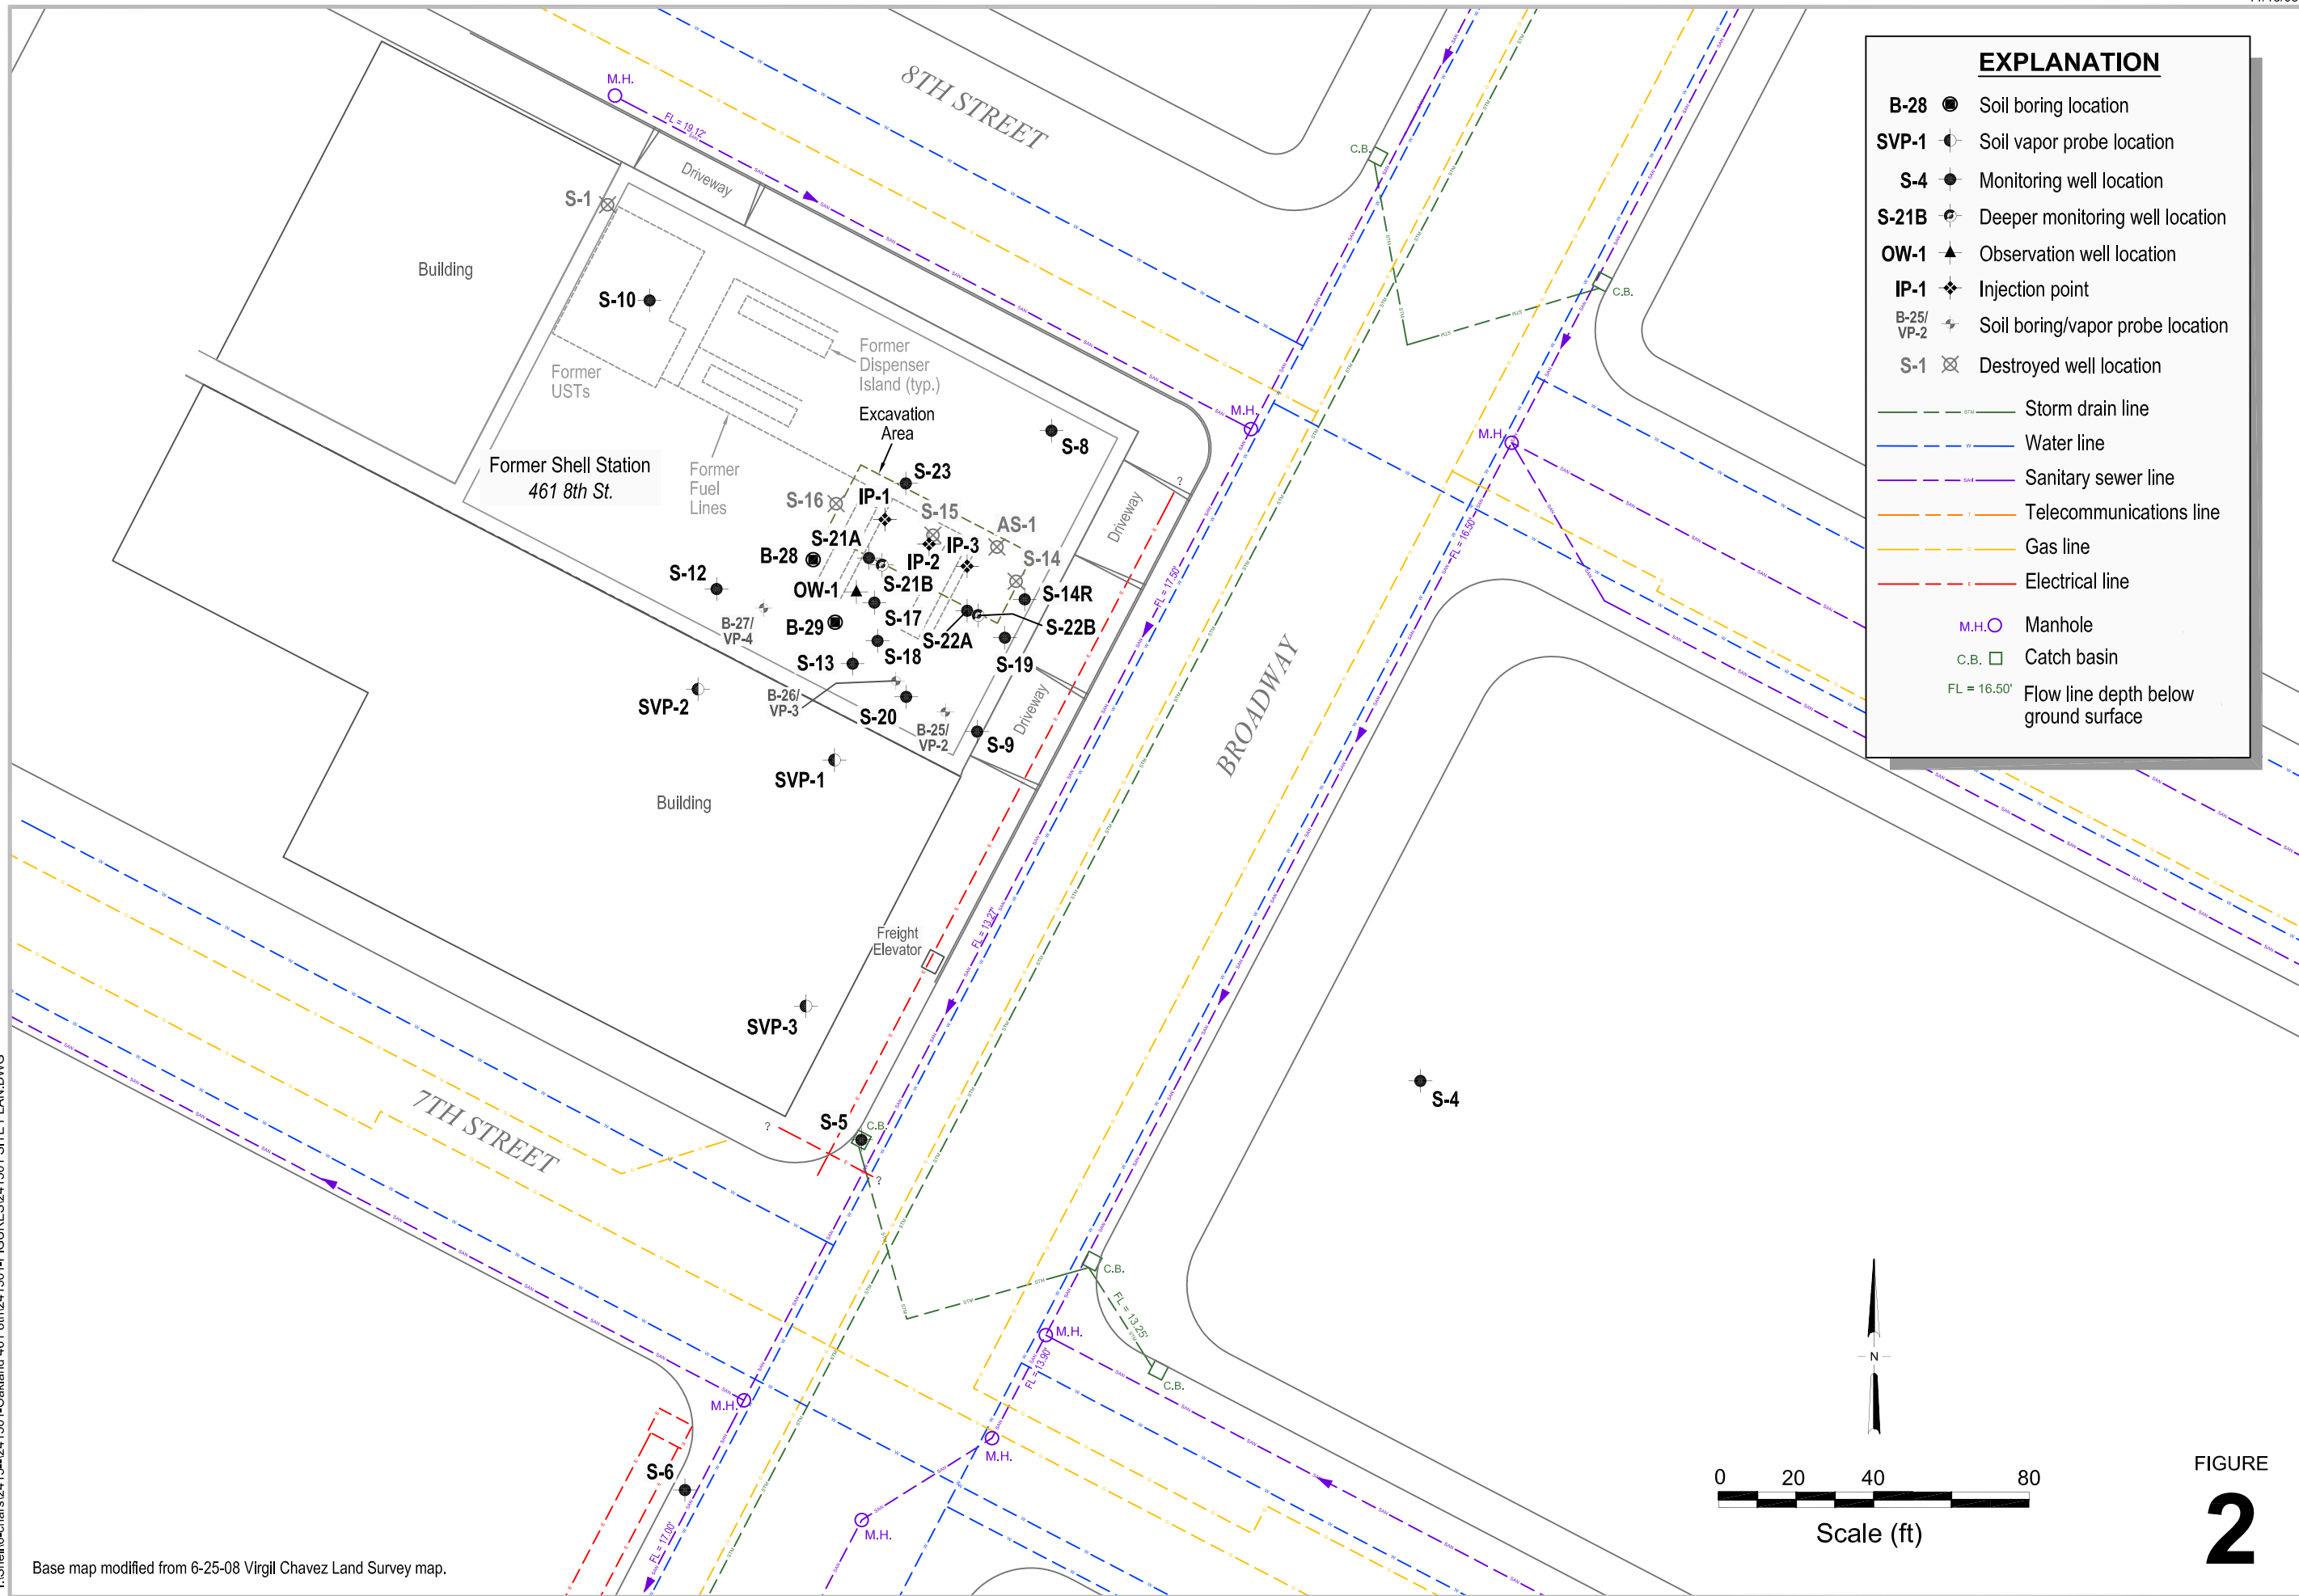 8TH STREET
M.H.
FL = 19.12'
Driveway
S-1
Building
S-10
Former
USTs
Former
Dispenser
Island (typ.)
Excavation
Area
Former Shell Station
461 8th St.
Former
Fuel
Lines
S-8
S-23
S-16
IP-1
S-15
AS-1
S-21A
IP-3
B-28
IP-2
S-14
S-12
S-21B
OW-1
S-14R
S-17
B-27/
VP-4
B-29
S-22A
S-22B
S-18
S-13
S-19
B-26/
VP-3
SVP-2
S-20
B-25/
VP-2
S-9
SVP-1
Building
Driveway
Driveway
?
C.B.
C.B.
M.H.
M.H.
FL = 17.50'
FL = 16.50'
BROADWAY
FL = 13.27'
Freight
Elevator
SVP-3
S-4
7TH STREET
?
S-5
C.B.
?
C.B.
FL = 13.25'
M.H.
FL = 13.90'
C.B.
M.H.
M.H.
M.H.
S-6
FL = 17.00'
EXPLANATION
B-28 Soil boring location
SVP-1 Soil vapor probe location
S-4 Monitoring well location
S-21B Deeper monitoring well location
OW-1 Observation well location
IP-1 Injection point
B-25/
VP-2 Soil boring/vapor probe location
S-1 Destroyed well location
STM Storm drain line
W Water line
SAN Sanitary sewer line
T Telecommunications line
G Gas line
E Electrical line
M.H. Manhole
C.B. Catch basin
FL = 16.50' Flow line depth below
ground surface
N
0 20 40 80
Scale (ft)
FIGURE
2
Base map modified from 6-25-08 Virgil Chavez Land Survey map.